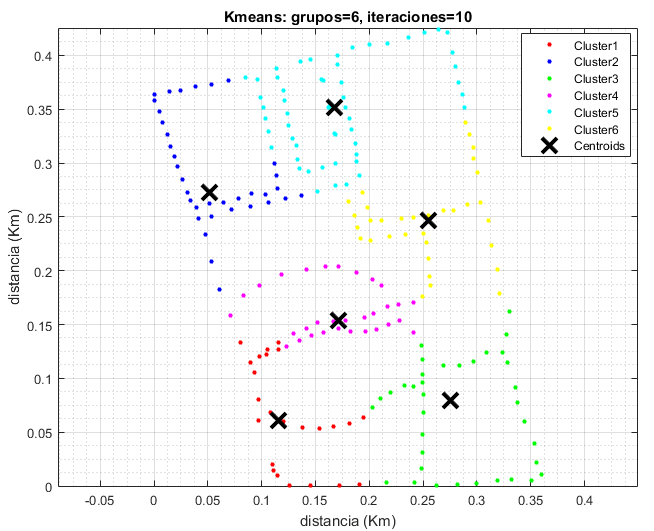 Kmeans: grupos=6, iteraciones=10
distancia (Km)
0.4
0.35
0.3
0.25
0.2
0.15
0.1
0.05
0
-0.05
0
0.05
0.1
0.15
0.2
0.25
0.3
0.35
0.4
distancia (Km)
Cluster1
Cluster2
Cluster3
Cluster4
Cluster5
Cluster6
Centroids